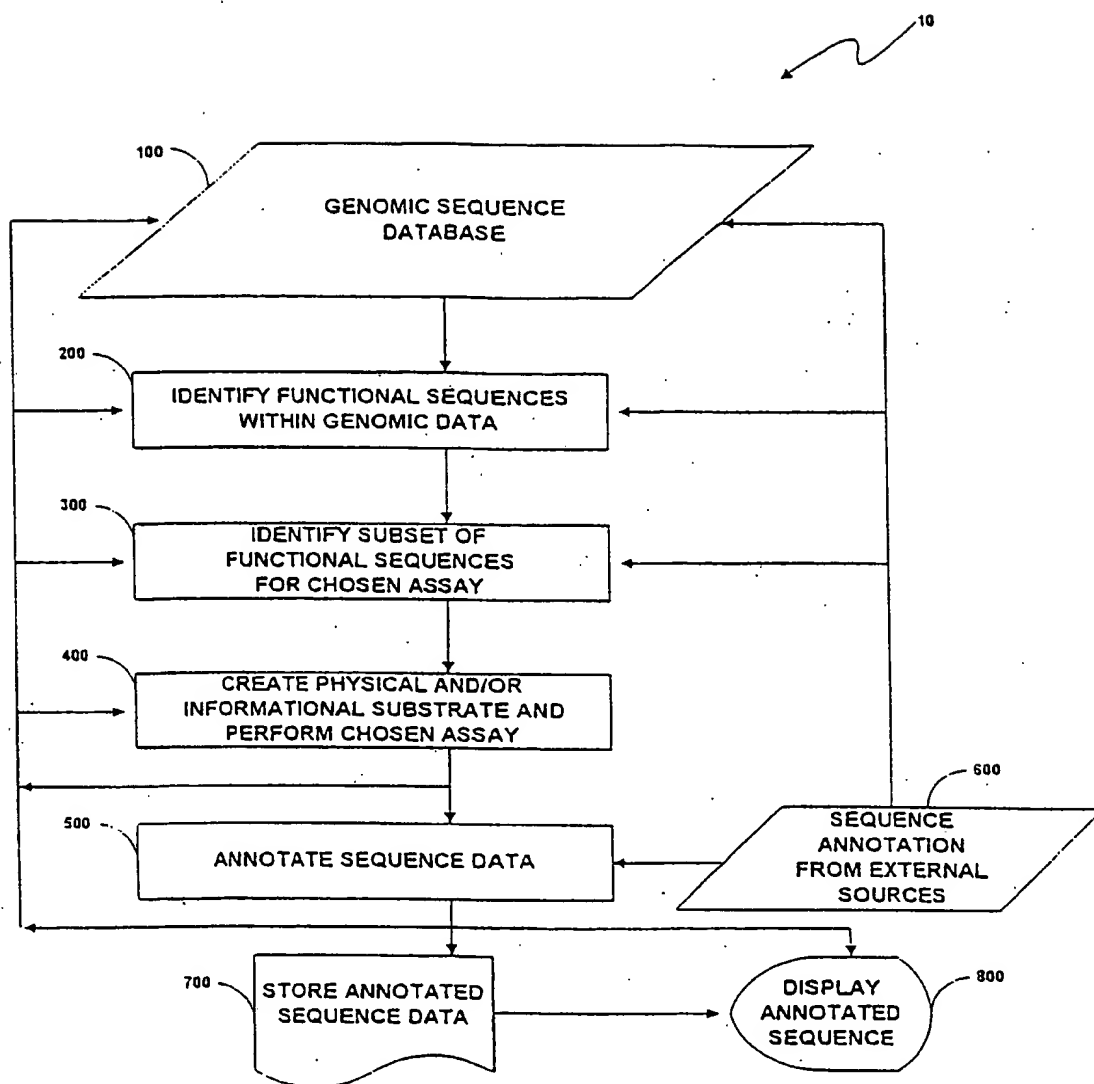 10
100
GENOMIC SEQUENCE
DATABASE
200
IDENTIFY FUNCTIONAL SEQUENCES
WITHIN GENOMIC DATA
300
IDENTIFY SUBSET OF
FUNCTIONAL SEQUENCES
FOR CHOSEN ASSAY
400
CREATE PHYSICAL AND/OR
INFORMATIONAL SUBSTRATE AND
PERFORM CHOSEN ASSAY
500
ANNOTATE SEQUENCE DATA
600
SEQUENCE
ANNOTATION
FROM EXTERNAL
SOURCES
700
STORE ANNOTATED
SEQUENCE DATA
800
DISPLAY
ANNOTATED
SEQUENCE